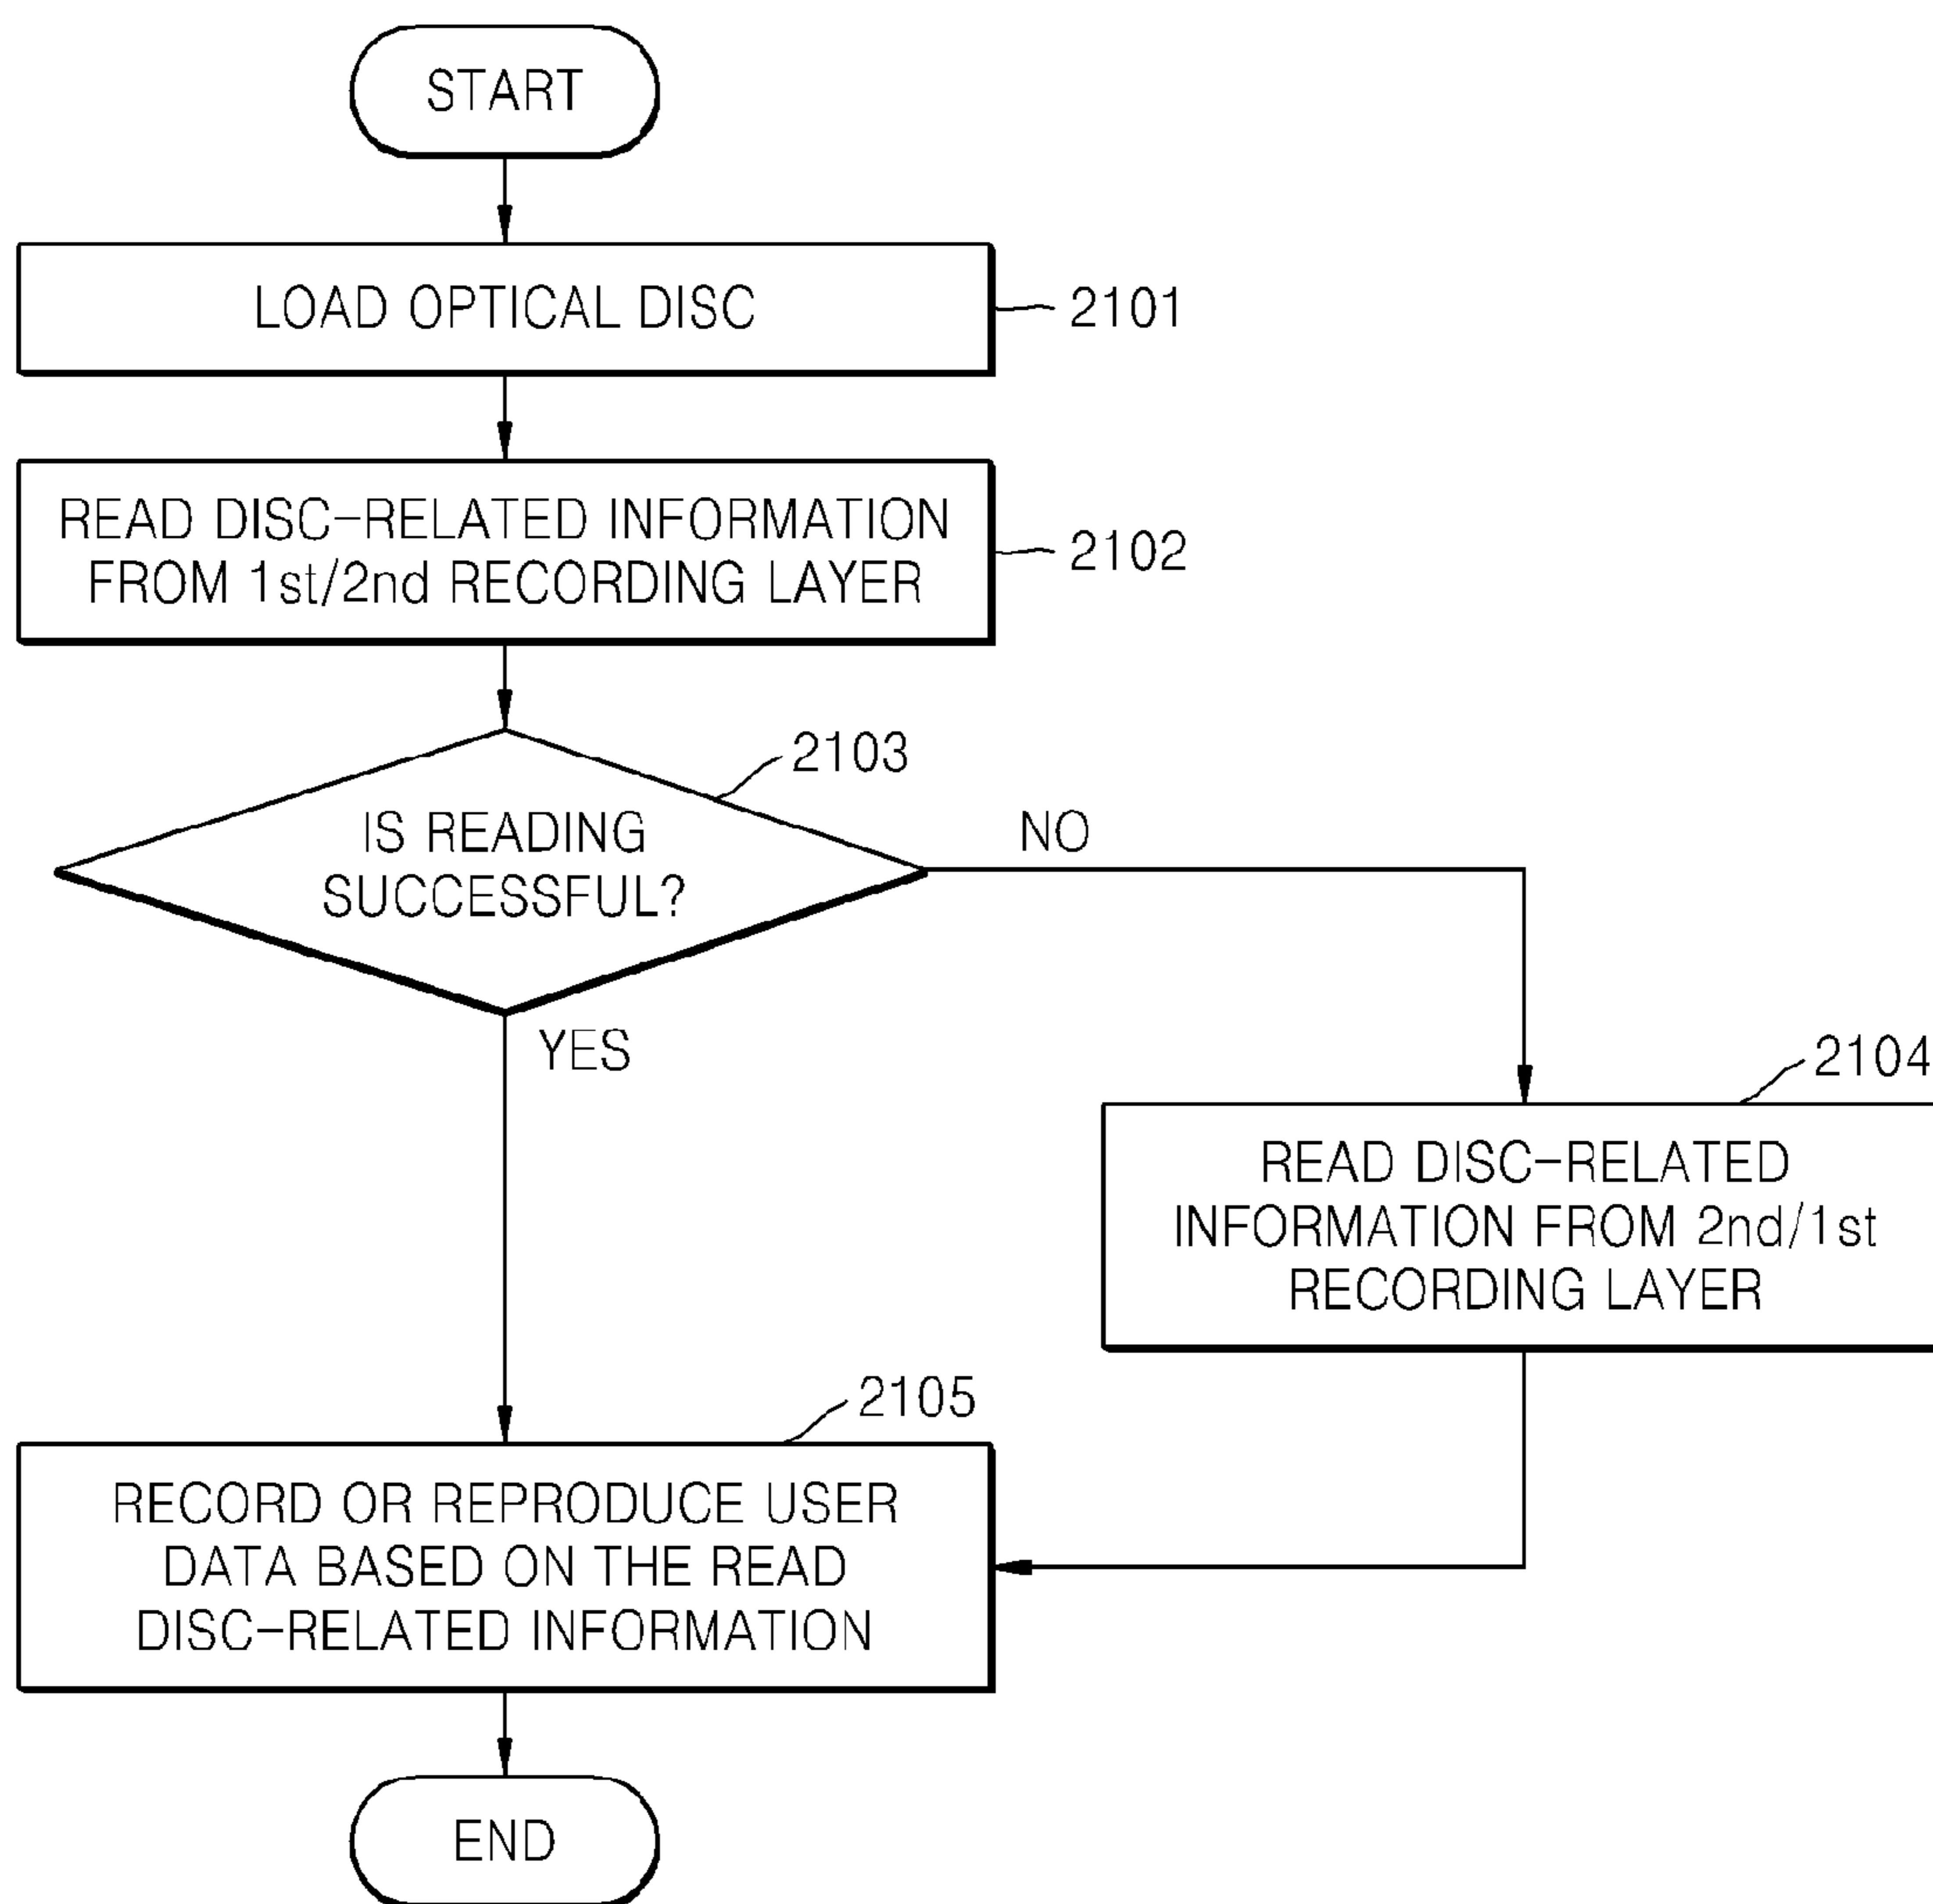 START
LOAD OPTICAL DISC
2101
READ DISC-RELATED INFORMATION
FROM 1st/2nd RECORDING LAYER
2102
2103
IS READING
SUCCESSFUL?
NO
YES
2104
READ DISC-RELATED
INFORMATION FROM 2nd/1st
RECORDING LAYER
2105
RECORD OR REPRODUCE USER
DATA BASED ON THE READ
DISC-RELATED INFORMATION
END